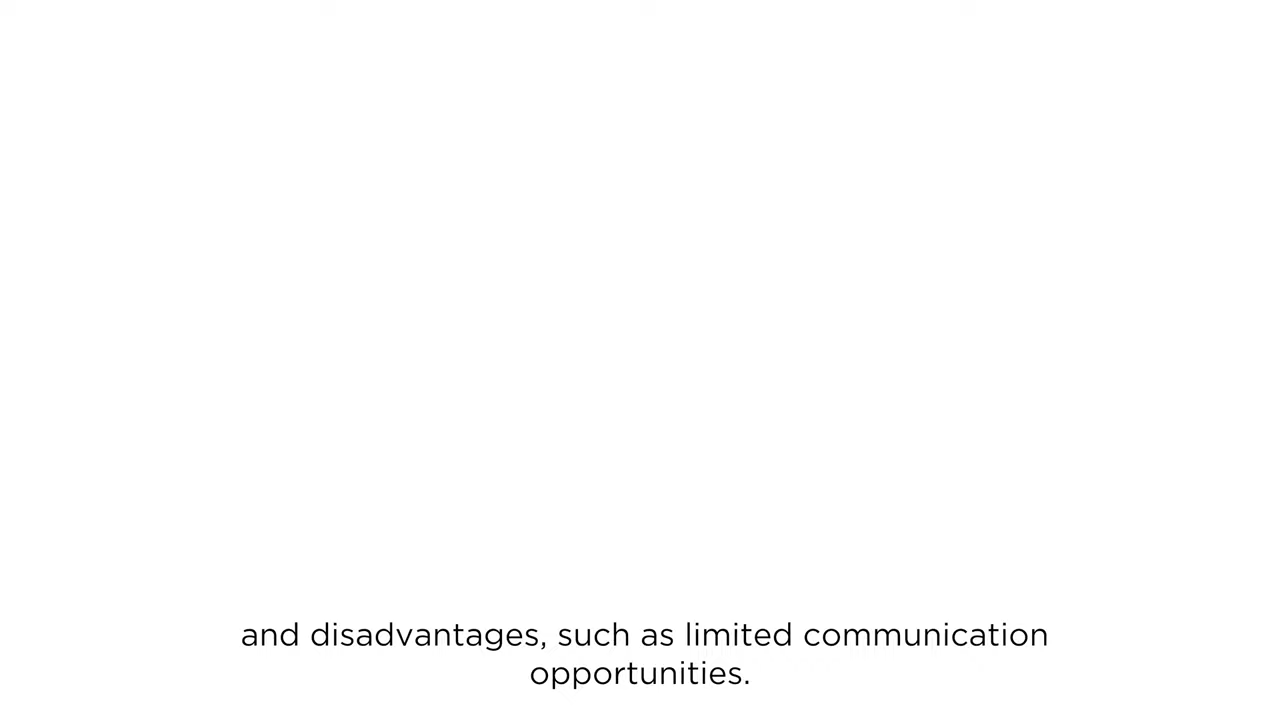 and disadvantages, such as limited communication
opportunities.